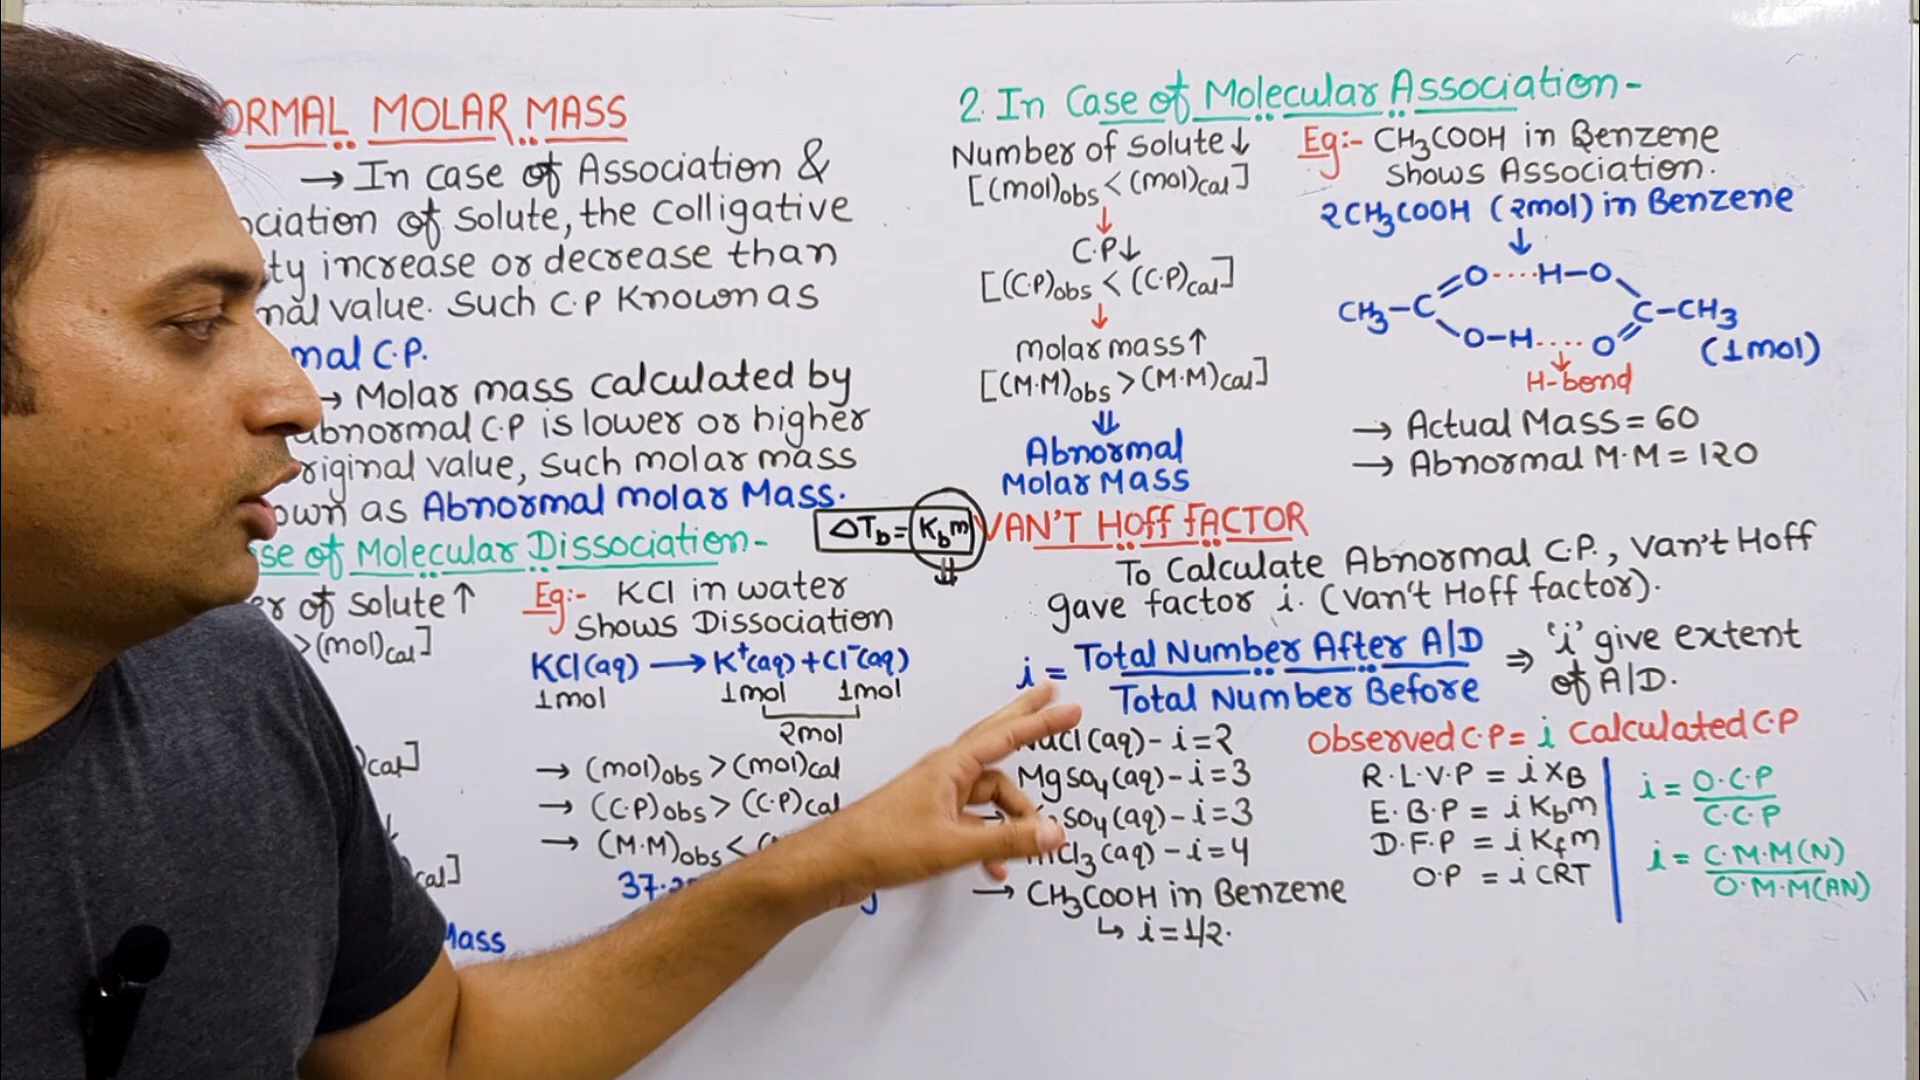 ORMAL MOLAR MASS
→ In case of Association &
ociation of Solute, the Colligative
ty increase or decrease than
mal value. Such C.P Known as
mal C.P.
→ Molar mass calculated by
abnormal C.P is lower or higher
riginal value, Such molar mass
own as Abnormal molar Mass.
se of Molecular Dissociation-
er of Solute ↑
>(mol)cal]
cal]
cal]
Mass
Eg:- KCl in water
Shows Dissociation
KCl(aq) → K⁺(aq) + Cl⁻(aq)
1mol 1mol 1mol
2mol
→ (mol)obs > (mol)cal
→ (C.P)obs > (C.P)cal
→ (M.M)obs <
ΔTb = Kbm
⇓
2. In Case of Molecular Association-
Number of Solute ↓
[(mol)obs < (mol)cal]
↓
C.P↓
[(C.P)obs < (C.P)cal]
↓
molar mass ↑
[(M.M)obs > (M.M)cal]
⇓
Abnormal
Molar Mass
Eg:- CH₃COOH in Benzene
Shows Association.
2CH₃COOH (2mol) in Benzene
↓
O····H-O
CH₃-C C-CH₃
O-H····O (1mol)
H-bond
→ Actual Mass = 60
→ Abnormal M.M = 120
VAN'T HOFF FACTOR
To Calculate Abnormal C.P., Van't Hoff
gave factor i. (Van't Hoff factor).
i = Total Number After A/D ⇒ 'i' give extent
Total Number Before of A/D.
NaCl(aq) - i=2
MgSO₄(aq) - i=3
SO₄(aq) - i=3
Cl₃(aq) - i=4
→ CH₃COOH in Benzene
↳ i=1/2.
Observed C.P = i Calculated C.P
R.L.V.P = i XB
E.B.P = i Kbm
D.F.P = i Kfm
O.P = i CRT
i = O.C.P
C.C.P
i = C.M.M(N)
O.M.M(AN)